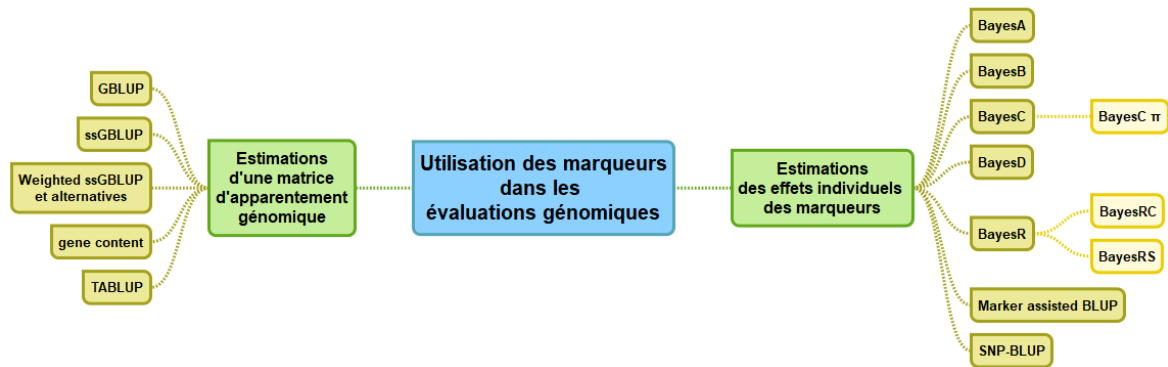 Utilisation des marqueurs
dans les
évaluations génomiques
Estimations
d'une matrice
d'apparentement
génomique
GBLUP
ssGBLUP
Weighted ssGBLUP
et alternatives
gene content
TABLUP
Estimations
des effets individuels
des marqueurs
BayesA
BayesB
BayesC
BayesC π
BayesD
BayesR
BayesRC
BayesRS
Marker assisted BLUP
SNP-BLUP